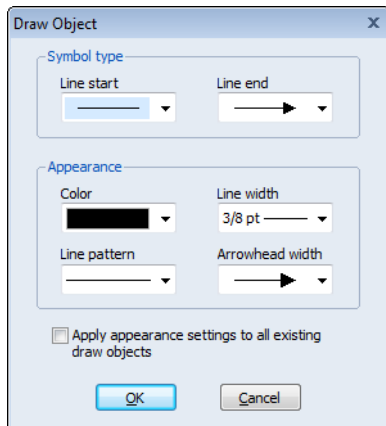 Draw Object
Symbol type
Line start Line end
Appearance
Color Line width
3/8 pt
Line pattern Arrowhead width
Apply appearance settings to all existing
draw objects
OK Cancel